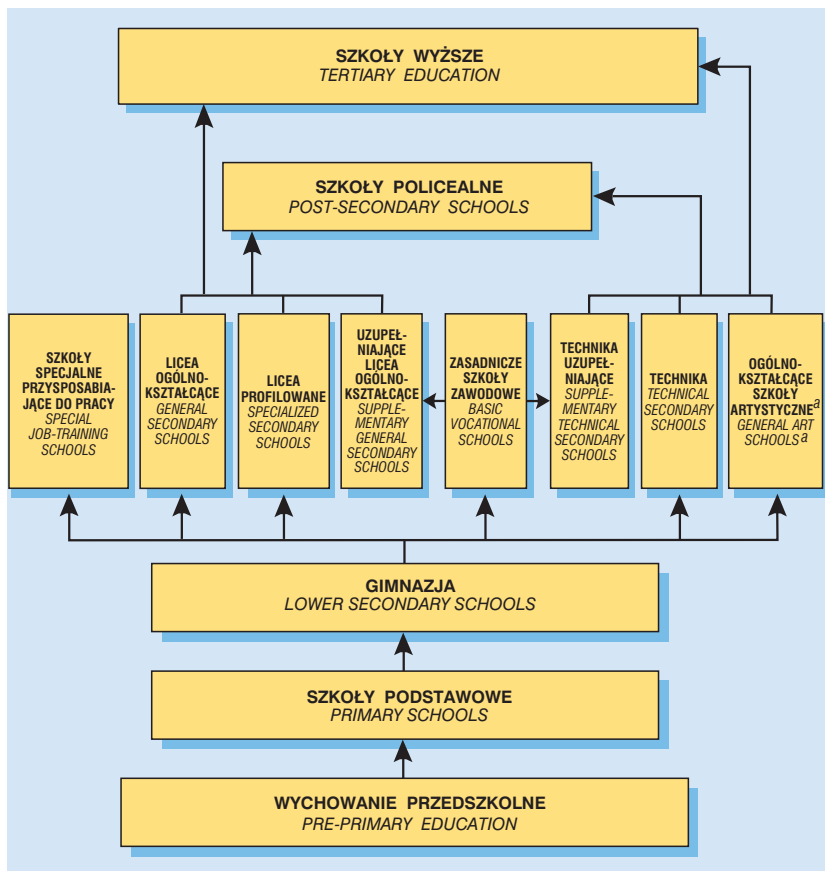 SZKOŁY WYŻSZE
TERTIARY EDUCATION
SZKOŁY POLICEALNE
POST-SECONDARY SCHOOLS
SZKOŁY
SPECJALNE
PRZYSPOSABIA-
JĄCE DO PRACY
SPECIAL
JOB-TRAINING
SCHOOLS
LICEA
OGÓLNO-
KSZTAŁCĄCE
GENERAL
SECONDARY
SCHOOLS
LICEA
PROFILOWANE
SPECIALIZED
SECONDARY
SCHOOLS
UZUPEŁ-
NIAJĄCE
LICEA
OGÓLNO-
KSZTAŁCĄCE
SUPPLE-
MENTARY
GENERAL
SECONDARY
SCHOOLS
ZASADNICZE
SZKOŁY
ZAWODOWE
BASIC
VOCATIONAL
SCHOOLS
TECHNIKA
UZUPEŁ-
NIAJĄCE
SUPPLE-
MENTARY
TECHNICAL
SECONDARY
SCHOOLS
TECHNIKA
TECHNICAL
SECONDARY
SCHOOLS
OGÓLNO-
KSZTAŁCĄCE
SZKOŁY
ARTYSTYCZNE a
GENERAL ART
SCHOOLS a
GIMNAZJA
LOWER SECONDARY SCHOOLS
SZKOŁY PODSTAWOWE
PRIMARY SCHOOLS
WYCHOWANIE PRZEDSZKOLNE
PRE-PRIMARY EDUCATION